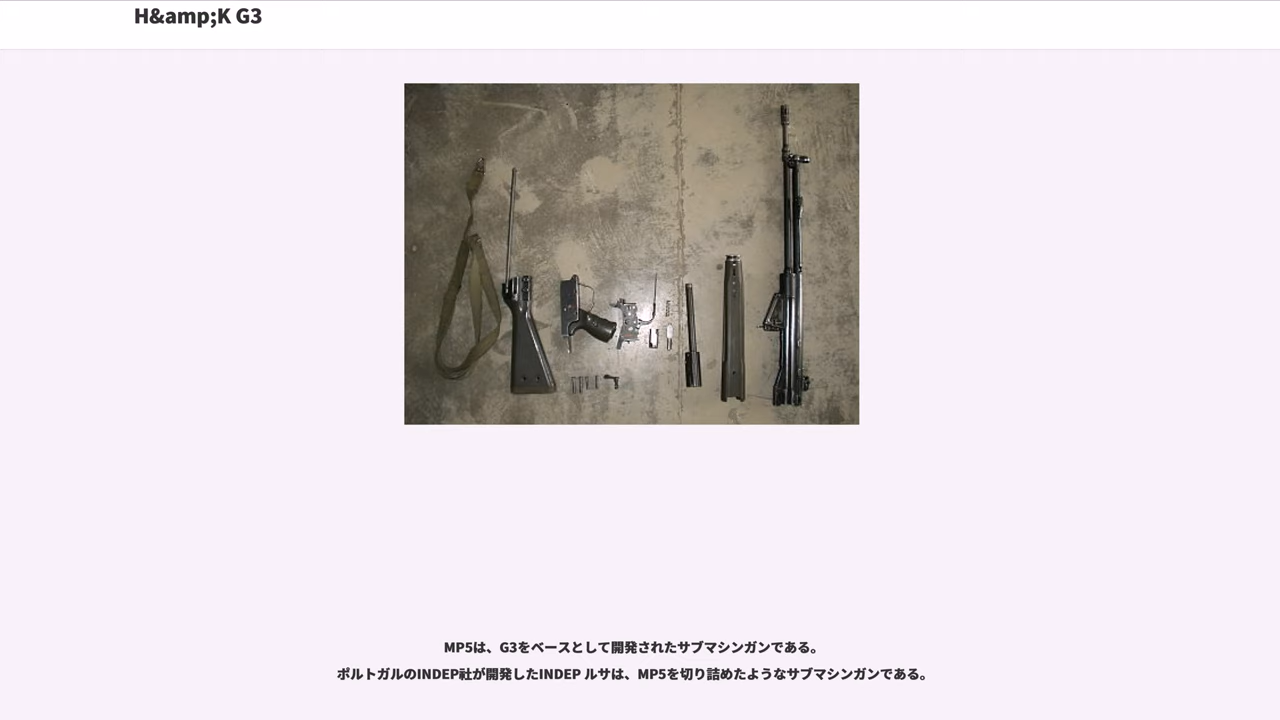 H&amp;K G3
MP5は、G3をベースとして開発されたサブマシンガンである。
ポルトガルのINDEP社が開発したINDEP ルサは、MP5を切り詰めたようなサブマシンガンである。